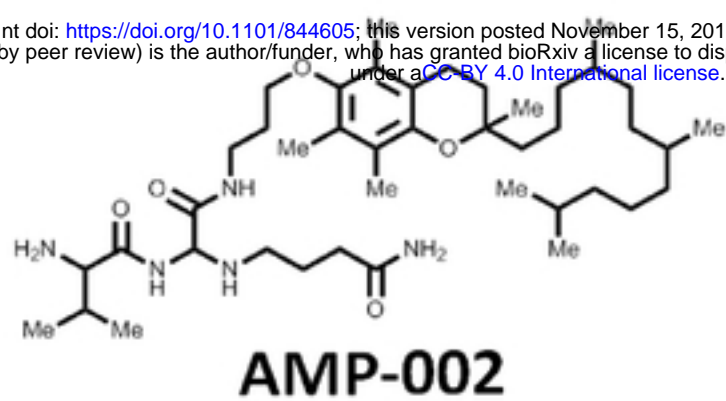 nt doi: https://doi.org/10.1101/844605; this version posted November 15, 201
by peer review) is the author/funder, who has granted bioRxiv a license to dis
under aCC-BY 4.0 International license.
Me Me
O
Me
Me O Me
Me Me
O NH
O
H₂N N H N H NH₂
O
Me Me
Me
AMP-002